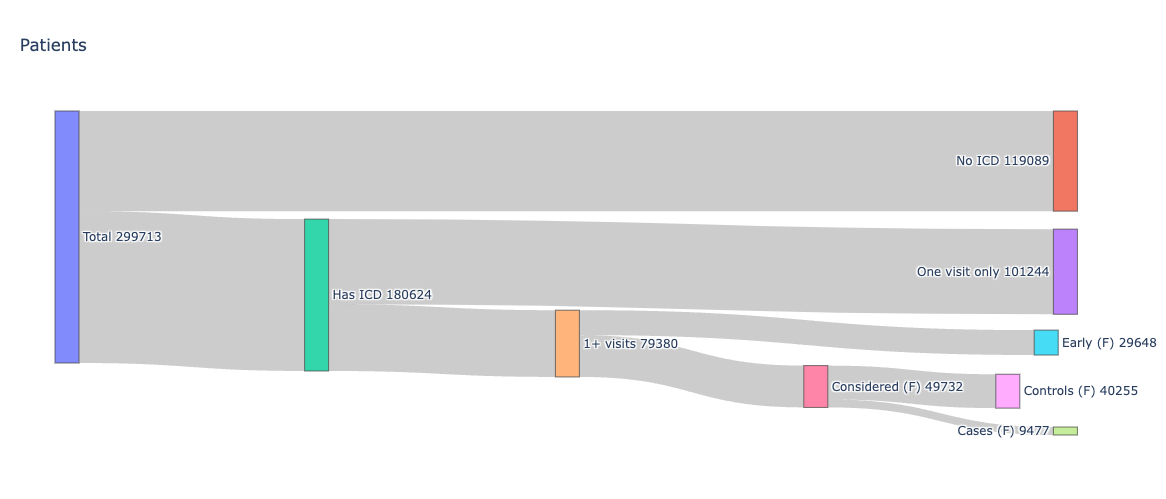 Patients
No ICD 119089
Total 299713
One visit only 101244
Has ICD 180624
1+ visits 79380
Early (F) 29648
Considered (F) 49732
Controls (F) 40255
Cases (F) 9477